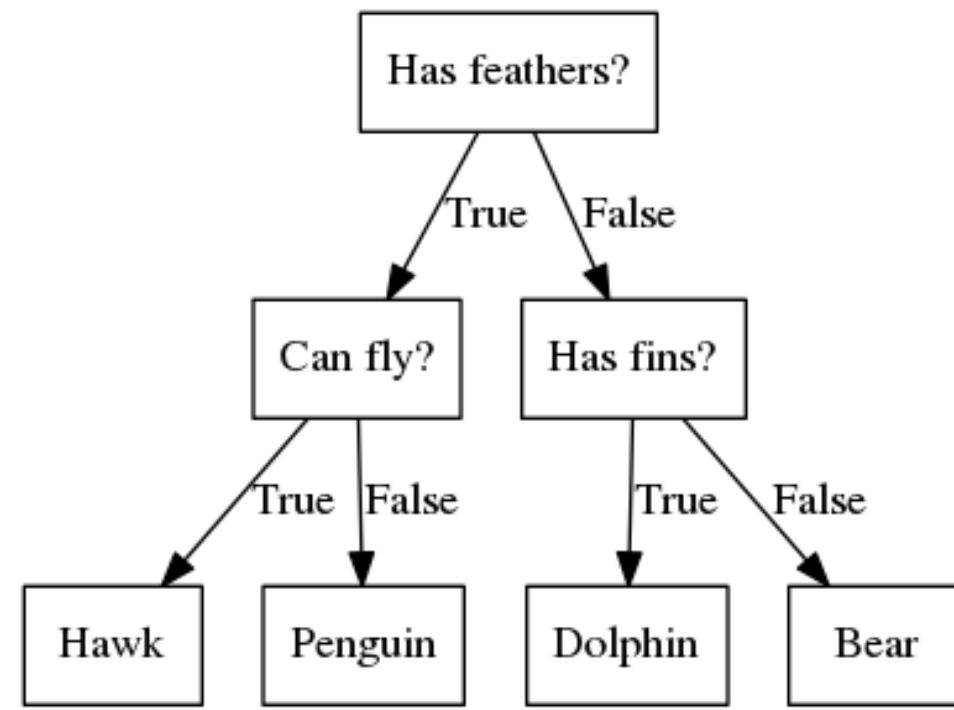 Has feathers?
True
False
Can fly?
Has fins?
True
False
True
False
Hawk
Penguin
Dolphin
Bear